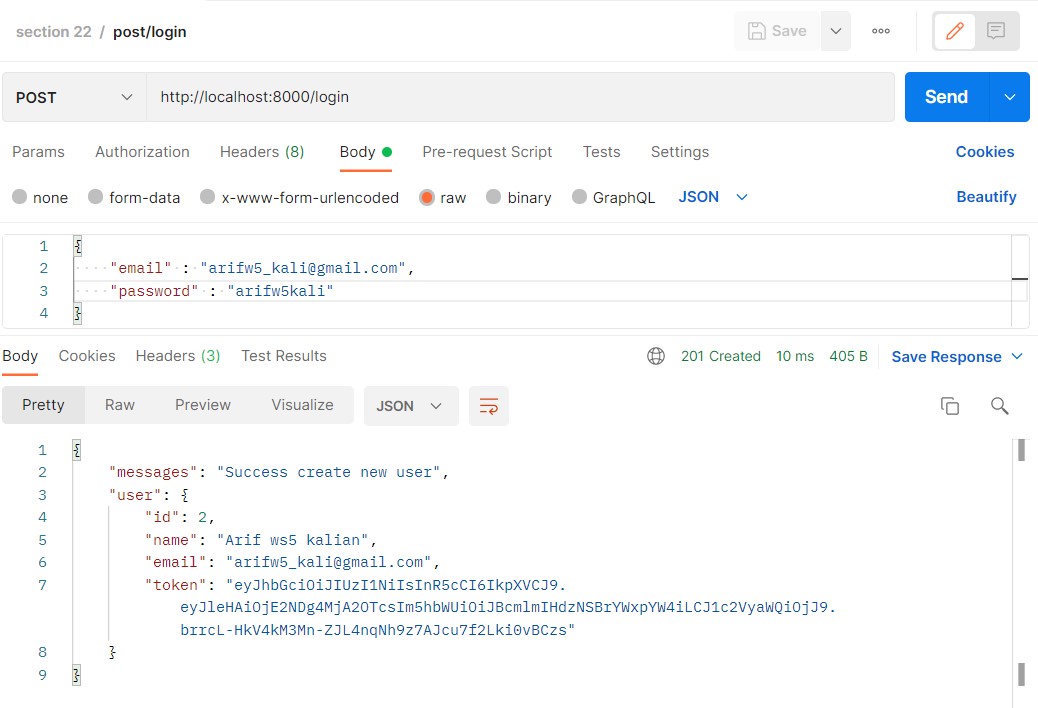 section 22 / post/login
Save
POST http://localhost:8000/login Send
Params Authorization Headers (8) Body Pre-request Script Tests Settings Cookies
none form-data x-www-form-urlencoded raw binary GraphQL JSON Beautify
1 {
2 "email" : "arifw5_kali@gmail.com",
3 "password" : "arifw5kali"
4 }
Body Cookies Headers (3) Test Results 201 Created 10 ms 405 B Save Response
Pretty Raw Preview Visualize JSON
1 {
2 "messages": "Success create new user",
3 "user": {
4 "id": 2,
5 "name": "Arif ws5 kalian",
6 "email": "arifw5_kali@gmail.com",
7 "token": "eyJhbGciOiJIUzI1NiIsInR5cCI6IkpXVCJ9.
eyJleHAiOjE2NDg4MjA2OTcsIm5hbWUiOiJBcmlmIHdzNSBrYWxpYW4iLCJ1c2VyaWQiOjJ9.
brrcL-HkV4kM3Mn-ZJL4nqNh9z7AJcu7f2Lki0vBCzs"
8 }
9 }